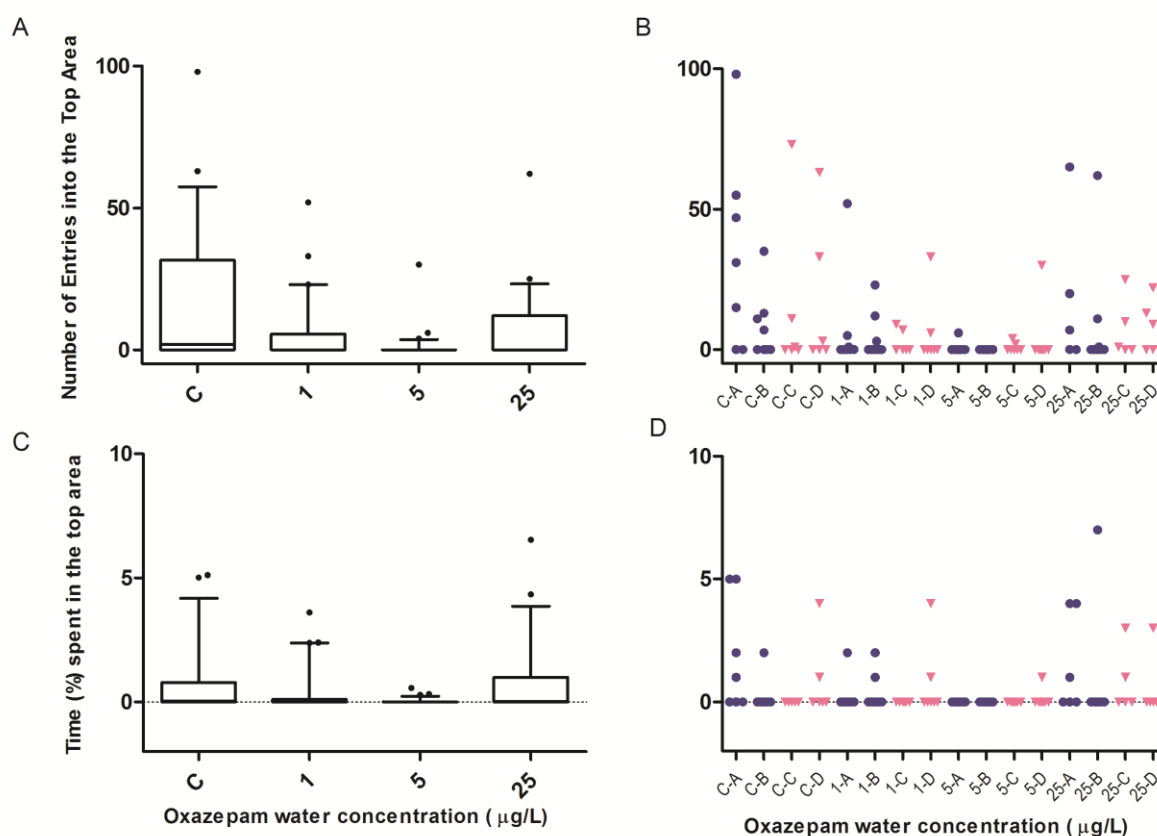 A
Number of Entries into the Top Area
100
50
0
C
1
5
25
B
100
50
0
C-A
C-B
C-C
C-D
1-A
1-B
1-C
1-D
5-A
5-B
5-C
5-D
25-A
25-B
25-C
25-D
C
Time (%) spent in the top area
10
5
0
C
1
5
25
Oxazepam water concentration ( μg/L)
D
10
5
0
C-A
C-B
C-C
C-D
1-A
1-B
1-C
1-D
5-A
5-B
5-C
5-D
25-A
25-B
25-C
25-D
Oxazepam water concentration ( μg/L)